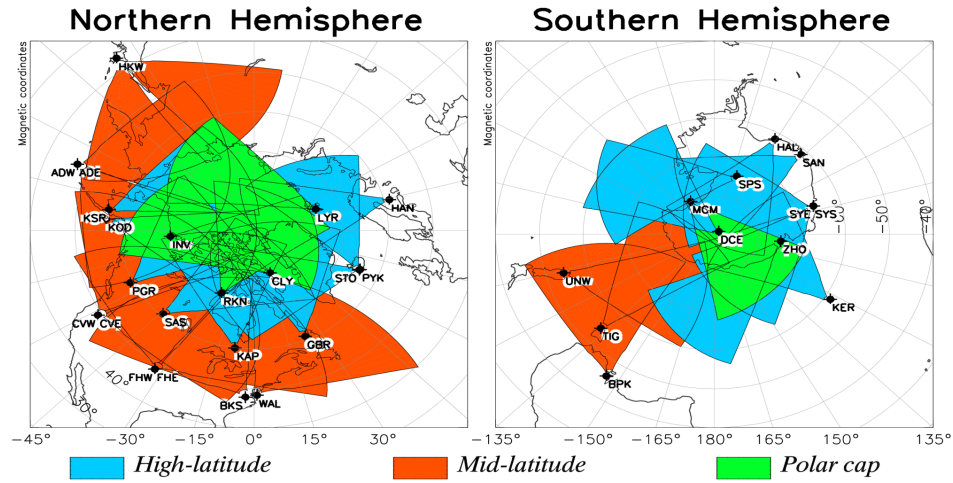 Northern Hemisphere
Southern Hemisphere
Magnetic coordinates
HKW
ADW ADE
KSR
KOD
INV
LYR
HAN
STO PYK
CLY
RKN
PGR
CVW CVE
SAS
KAP
GBR
FHW FHE
BKS
WAL
40°
-45° -30° -15° 0° 15° 30°
Magnetic coordinates
HAL
SAN
SPS
MCM
SYE SYS
DCE
ZHO
UNW
TIG
BPK
KER
-30° -50° -40°
-135° -150° -165° 180° 165° 150° 135°
High-latitude
Mid-latitude
Polar cap